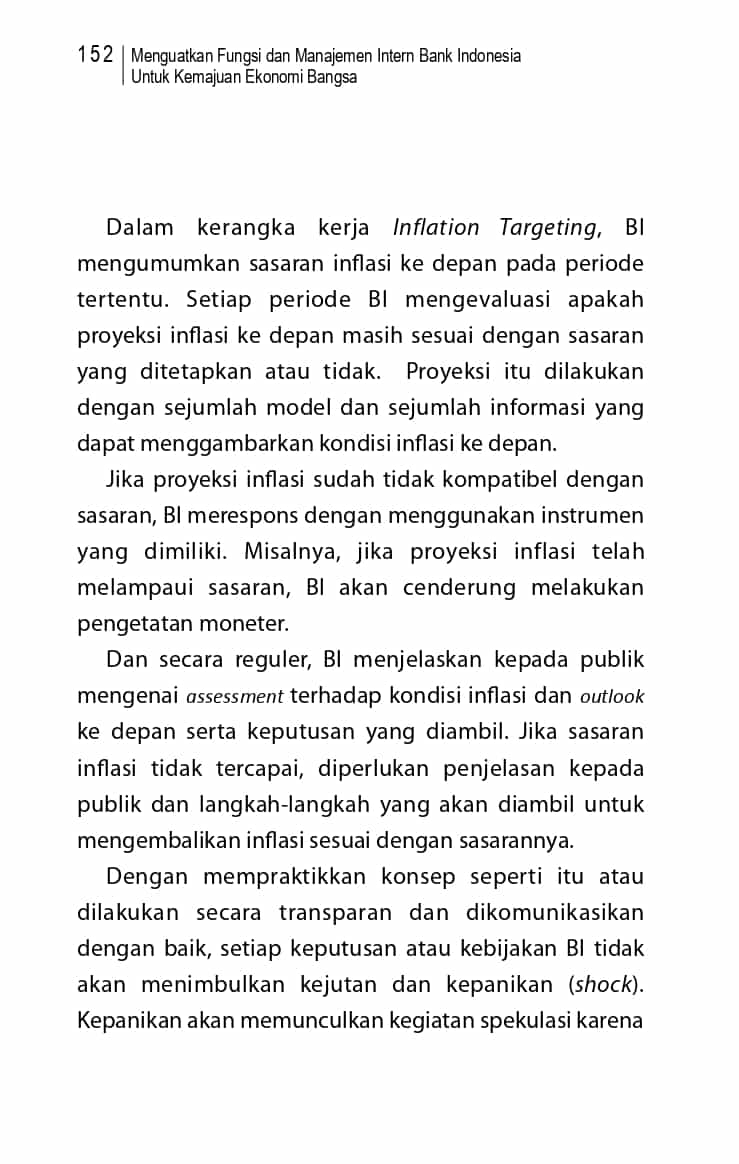 152 Menguatkan Fungsi dan Manajemen Intern Bank Indonesia
Untuk Kemajuan Ekonomi Bangsa
Dalam kerangka kerja Inflation Targeting, BI
mengumumkan sasaran inflasi ke depan pada periode
tertentu. Setiap periode BI mengevaluasi apakah
proyeksi inflasi ke depan masih sesuai dengan sasaran
yang ditetapkan atau tidak. Proyeksi itu dilakukan
dengan sejumlah model dan sejumlah informasi yang
dapat menggambarkan kondisi inflasi ke depan.
Jika proyeksi inflasi sudah tidak kompatibel dengan
sasaran, BI merespons dengan menggunakan instrumen
yang dimiliki. Misalnya, jika proyeksi inflasi telah
melampaui sasaran, BI akan cenderung melakukan
pengetatan moneter.
Dan secara reguler, BI menjelaskan kepada publik
mengenai assessment terhadap kondisi inflasi dan outlook
ke depan serta keputusan yang diambil. Jika sasaran
inflasi tidak tercapai, diperlukan penjelasan kepada
publik dan langkah-langkah yang akan diambil untuk
mengembalikan inflasi sesuai dengan sasarannya.
Dengan mempraktikkan konsep seperti itu atau
dilakukan secara transparan dan dikomunikasikan
dengan baik, setiap keputusan atau kebijakan BI tidak
akan menimbulkan kejutan dan kepanikan (shock).
Kepanikan akan memunculkan kegiatan spekulasi karena